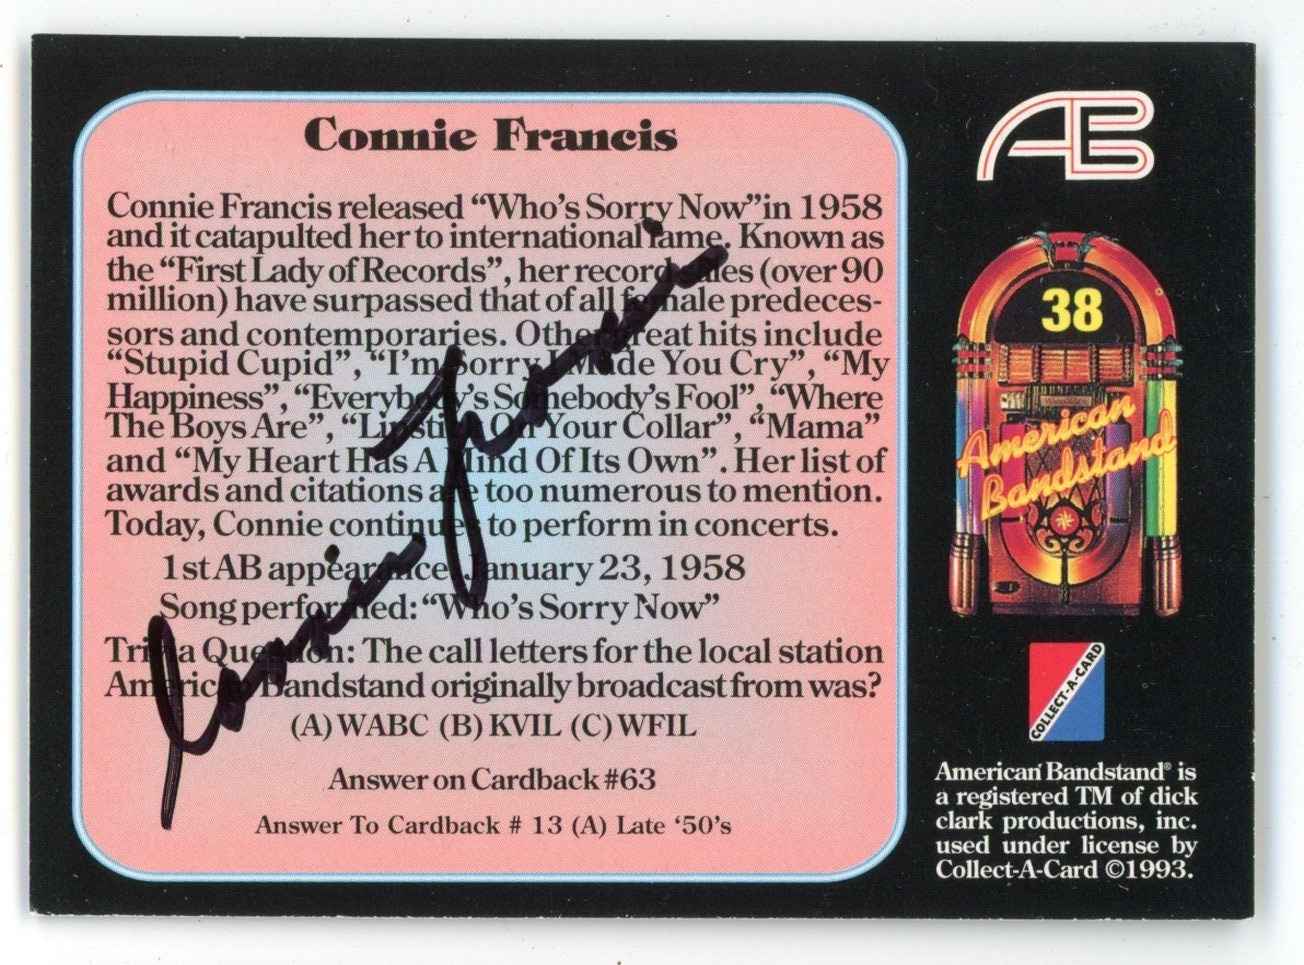 Connie Francis
Connie Francis released “Who’s Sorry Now”in 1958
and it catapulted her to international fame. Known as
the “First Lady of Records”, her record sales (over 90
million) have surpassed that of all female predeces-
sors and contemporaries. Other great hits include
“Stupid Cupid”, “I’m Sorry I Made You Cry”, “My
Happiness”, “Everybody’s Somebody’s Fool”, “Where
The Boys Are”, “Lipstick On Your Collar”, “Mama”
and “My Heart Has A Mind Of Its Own”. Her list of
awards and citations are too numerous to mention.
Today, Connie continues to perform in concerts.
1st AB appearance January 23, 1958
Song performed: “Who’s Sorry Now”
Trivia Question: The call letters for the local station
American Bandstand originally broadcast from was?
(A) WABC (B) KVIL (C) WFIL
Answer on Cardback #63
Answer To Cardback # 13 (A) Late ‘50’s
Connie Francis
AB
38
American
Bandstand
COLLECT-A-CARD
American Bandstand® is
a registered TM of dick
clark productions, inc.
used under license by
Collect-A-Card ©1993.